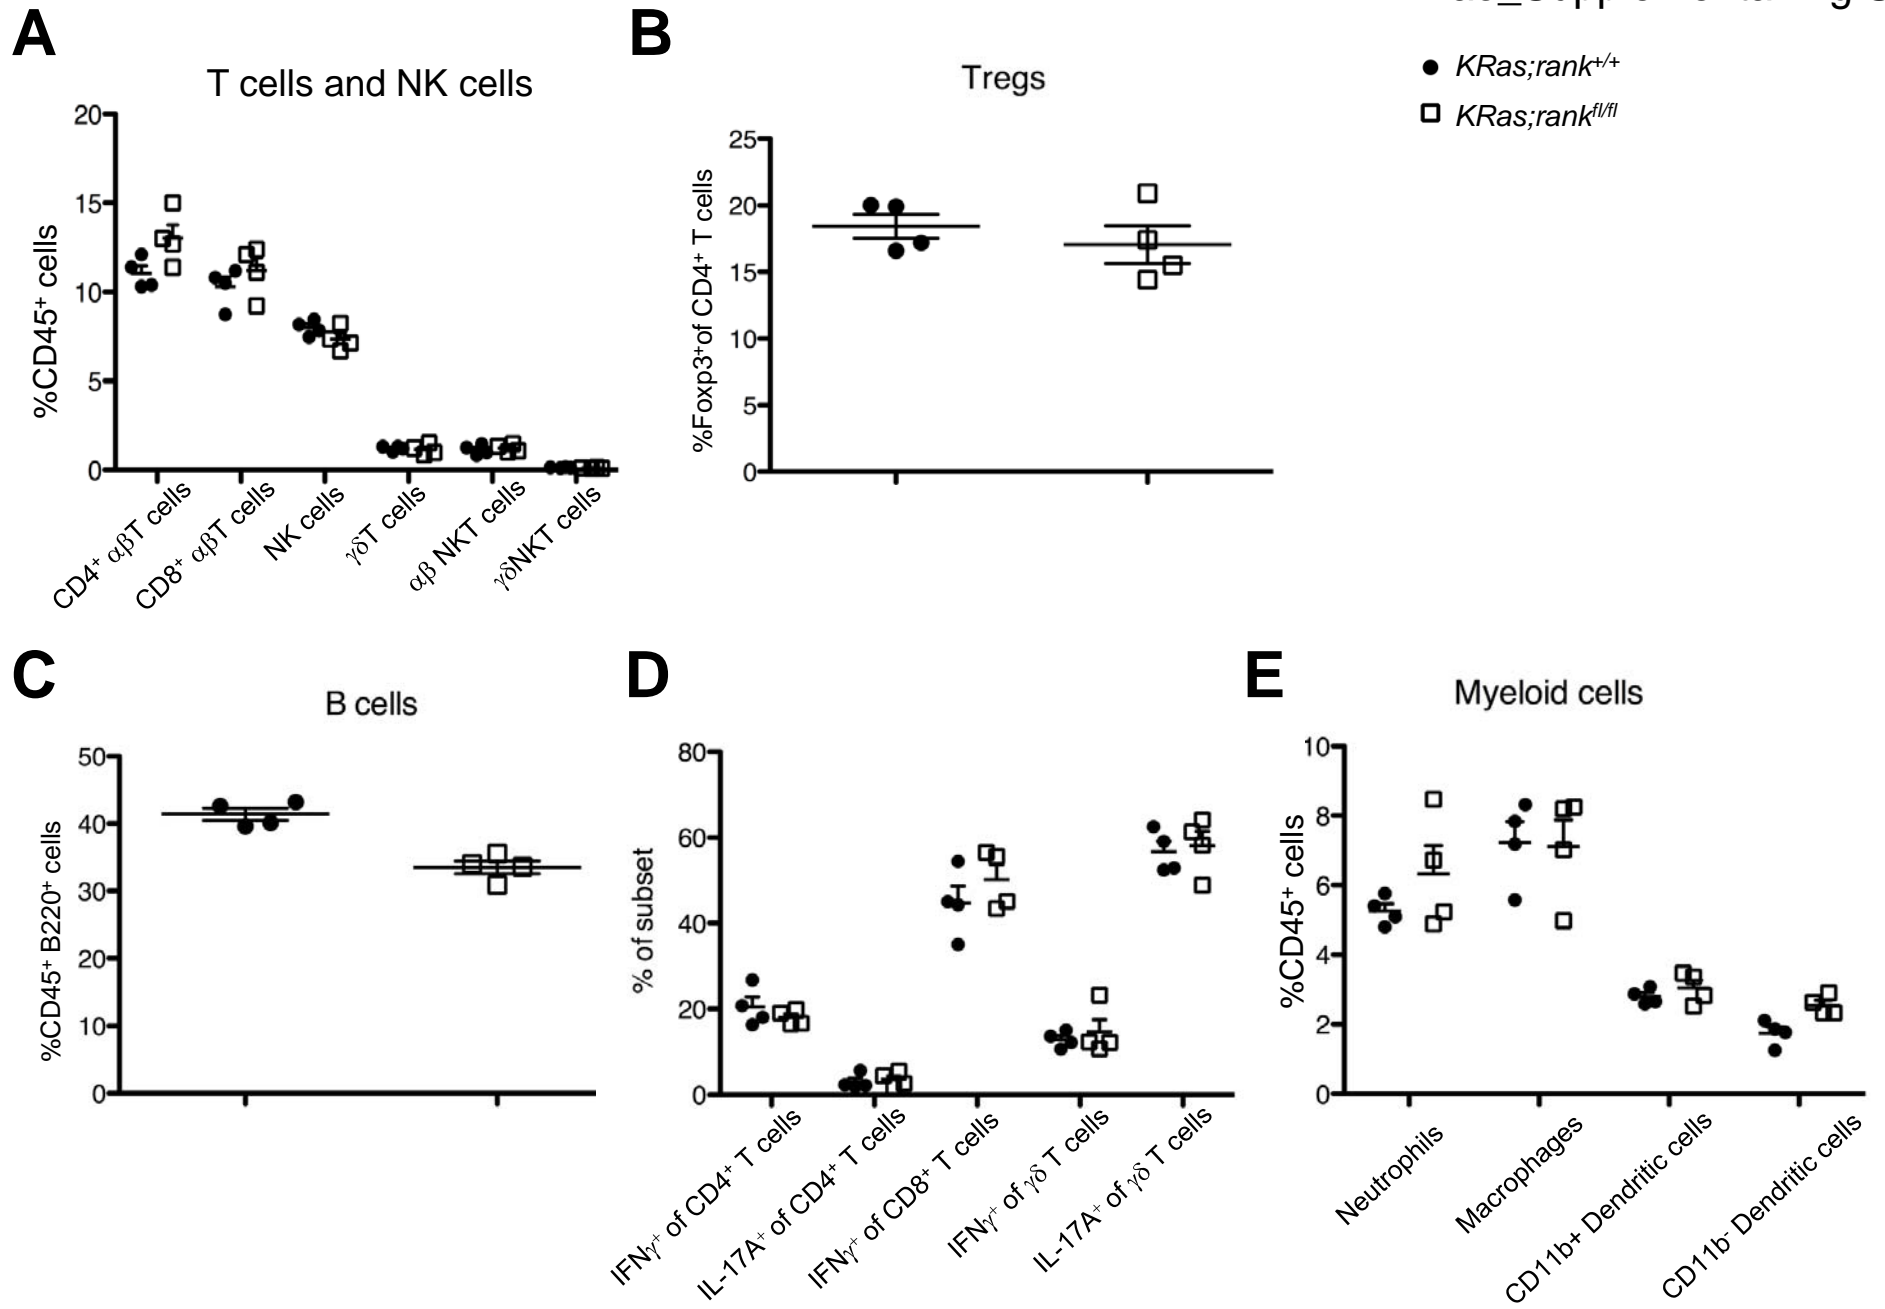 A
B
KRas;rank+/+
KRas;rankfl/fl
T cells and NK cells
%CD45+ cells
20
15
10
5
0
CD4+ αβT cells
CD8+ αβT cells
NK cells
γδT cells
αβ NKT cells
γδNKT cells
Tregs
%Foxp3+of CD4+ T cells
25
20
15
10
5
0
C
B cells
%CD45+ B220+ cells
50
40
30
20
10
0
D
% of subset
80
60
40
20
0
IFNγ+ of CD4+ T cells
IL-17A+ of CD4+ T cells
IFNγ+ of CD8+ T cells
IFNγ+ of γδ T cells
IL-17A+ of γδ T cells
E
Myeloid cells
%CD45+ cells
10
8
6
4
2
0
Neutrophils
Macrophages
CD11b+ Dendritic cells
CD11b- Dendritic cells